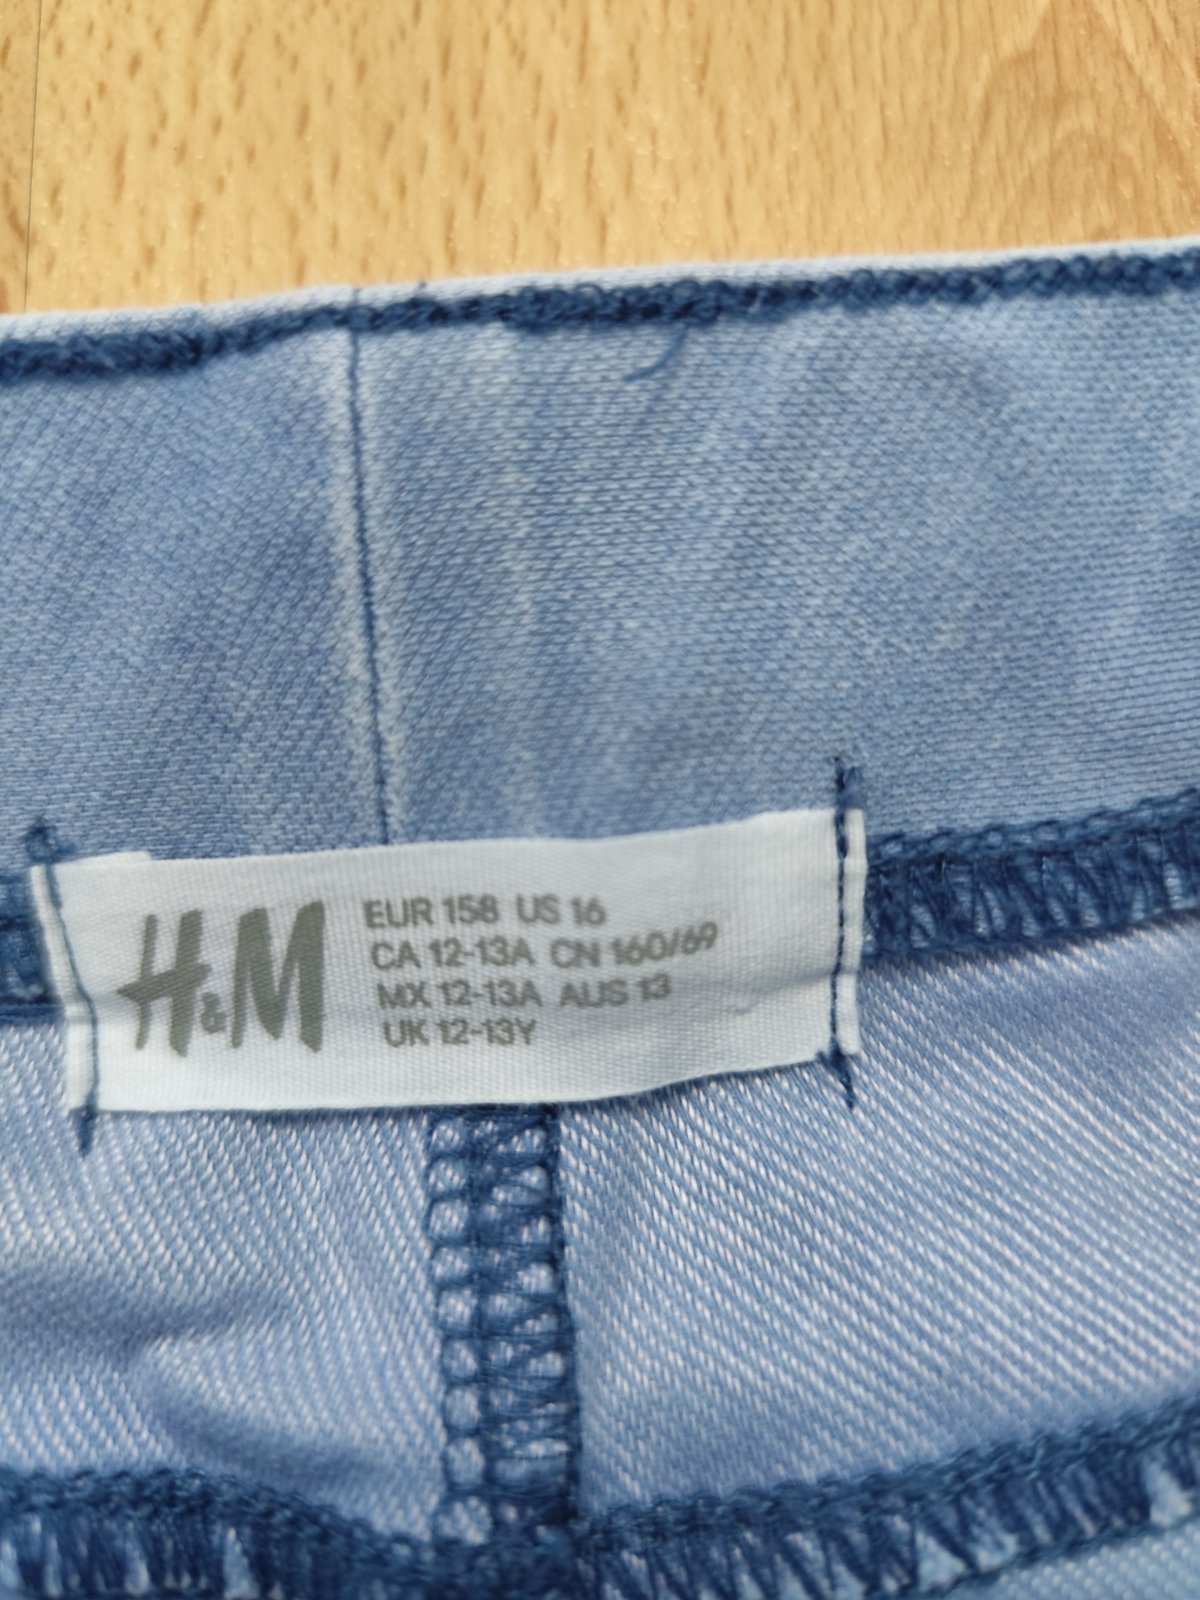 H&M
EUR 158 US 16
CA 12-13A CN 160/69
MX 12-13A AUS 13
UK 12-13Y